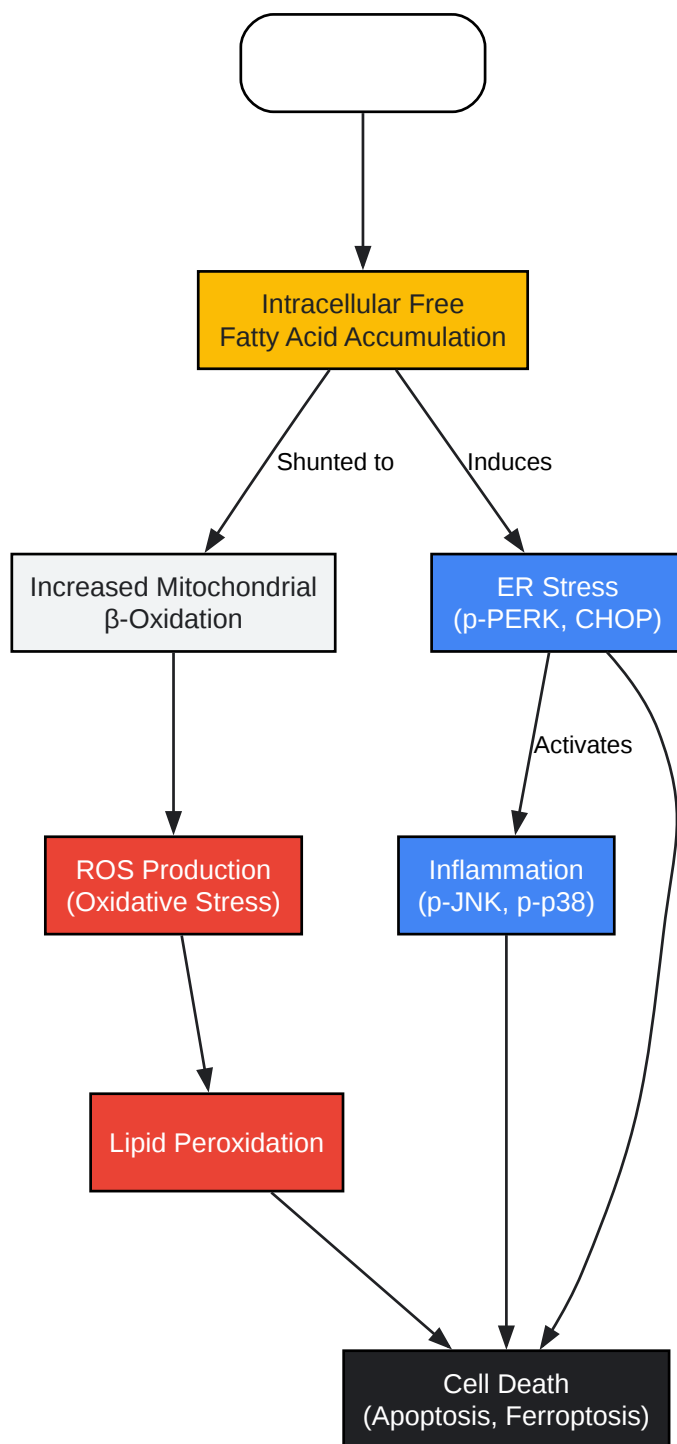 Intracellular Free
Fatty Acid Accumulation
Shunted to
Induces
Increased Mitochondrial
β-Oxidation
ER Stress
(p-PERK, CHOP)
Activates
ROS Production
(Oxidative Stress)
Inflammation
(p-JNK, p-p38)
Lipid Peroxidation
Cell Death
(Apoptosis, Ferroptosis)